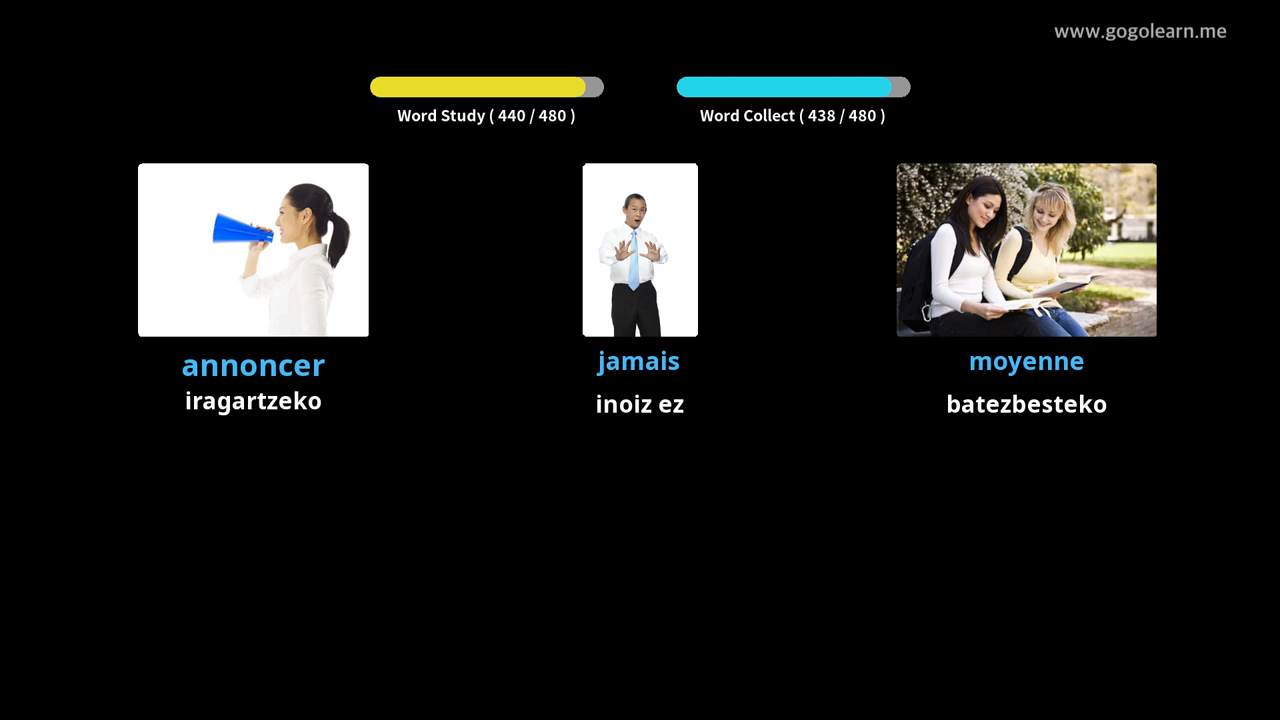 www.gogolearn.me
Word Study ( 440 / 480 )
Word Collect ( 438 / 480 )
annoncer
iragartzeko
jamais
inoiz ez
moyenne
batezbesteko